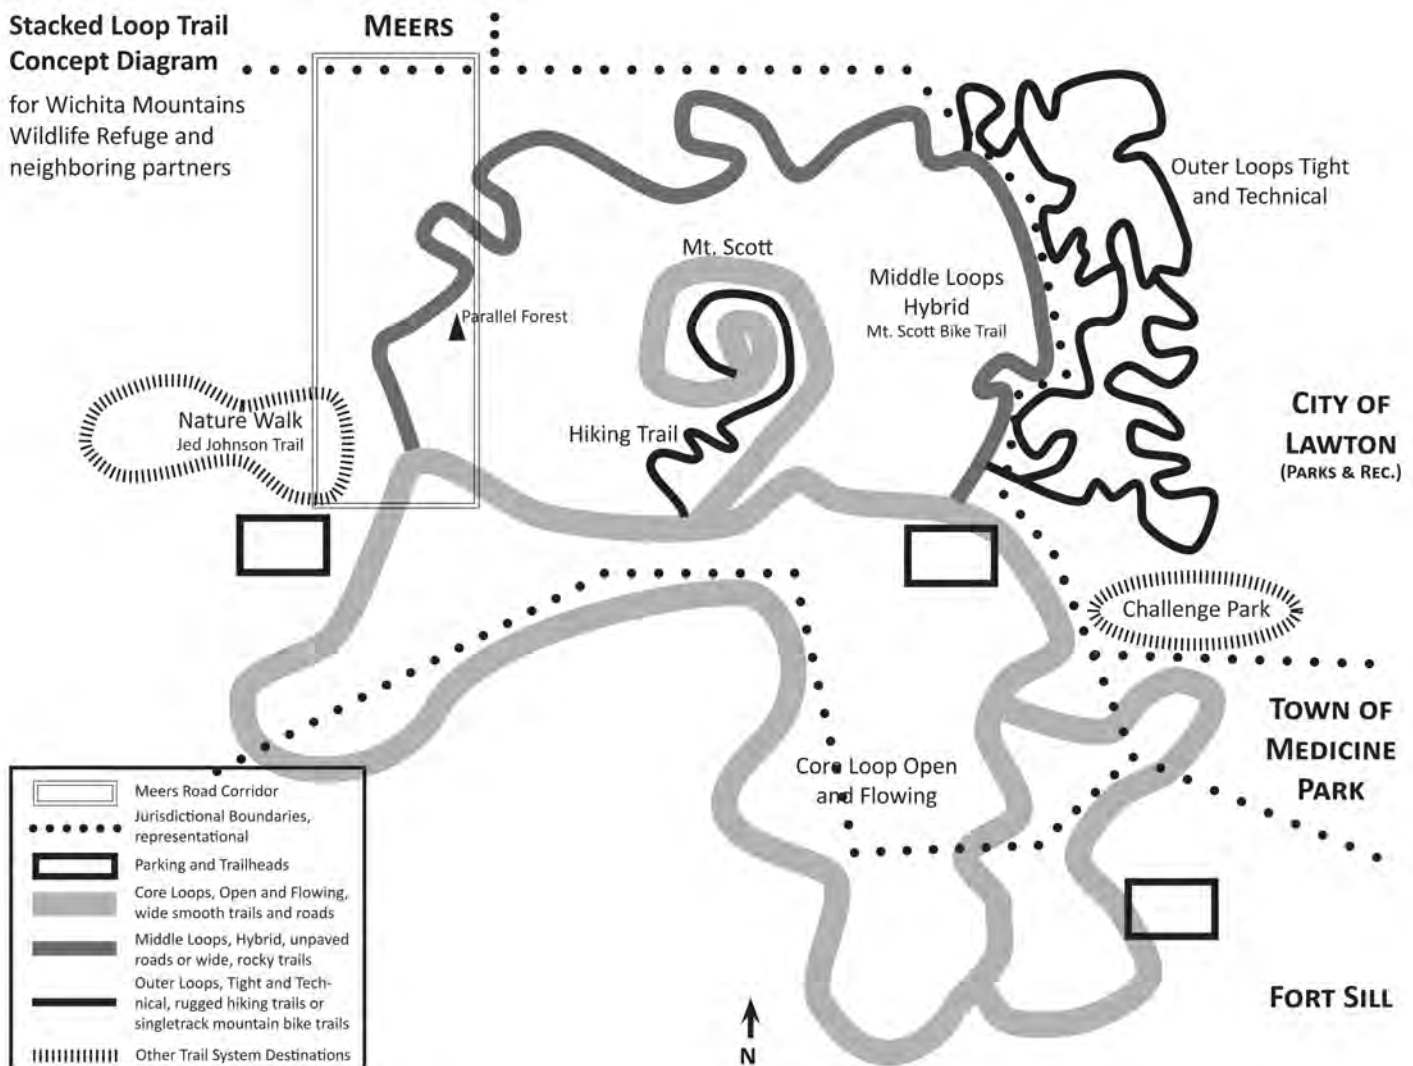 Stacked Loop Trail
Concept Diagram
for Wichita Mountains
Wildlife Refuge and
neighboring partners
MEERS
Outer Loops Tight
and Technical
Mt. Scott
Middle Loops
Hybrid
Mt. Scott Bike Trail
Parallel Forest
Nature Walk
Jed Johnson Trail
Hiking Trail
CITY OF
LAWTON
(PARKS & REC.)
Challenge Park
TOWN OF
MEDICINE
PARK
Core Loop Open
and Flowing
FORT SILL
N
Meers Road Corridor
Jurisdictional Boundaries,
representational
Parking and Trailheads
Core Loops, Open and Flowing,
wide smooth trails and roads
Middle Loops, Hybrid, unpaved
roads or wide, rocky trails
Outer Loops, Tight and Tech-
nical, rugged hiking trails or
singletrack mountain bike trails
Other Trail System Destinations